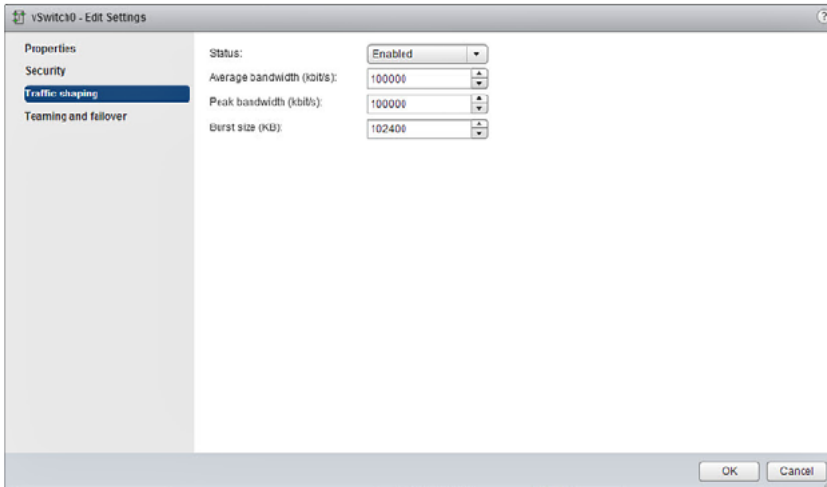 vSwitch0 - Edit Settings
?
Properties
Security
Traffic shaping
Teaming and failover
Status: Enabled
Average bandwidth (kbit/s): 100000
Peak bandwidth (kbit/s): 100000
Burst size (KB): 102400
OK Cancel